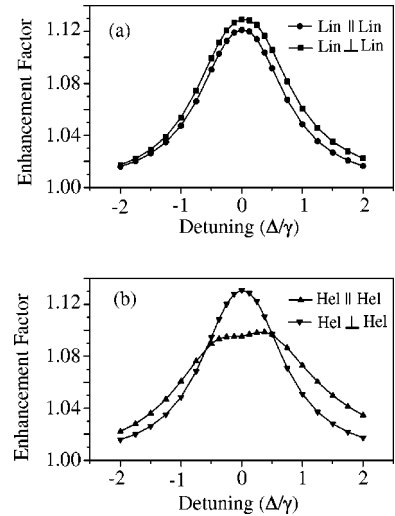 (a)
Lin ∥ Lin
Lin ⊥ Lin
1.12
1.08
1.04
1.00
Enhancement Factor
-2 -1 0 1 2
Detuning (Δ/γ)
(b)
Hel ∥ Hel
Hel ⊥ Hel
1.12
1.08
1.04
1.00
Enhancement Factor
-2 -1 0 1 2
Detuning (Δ/γ)